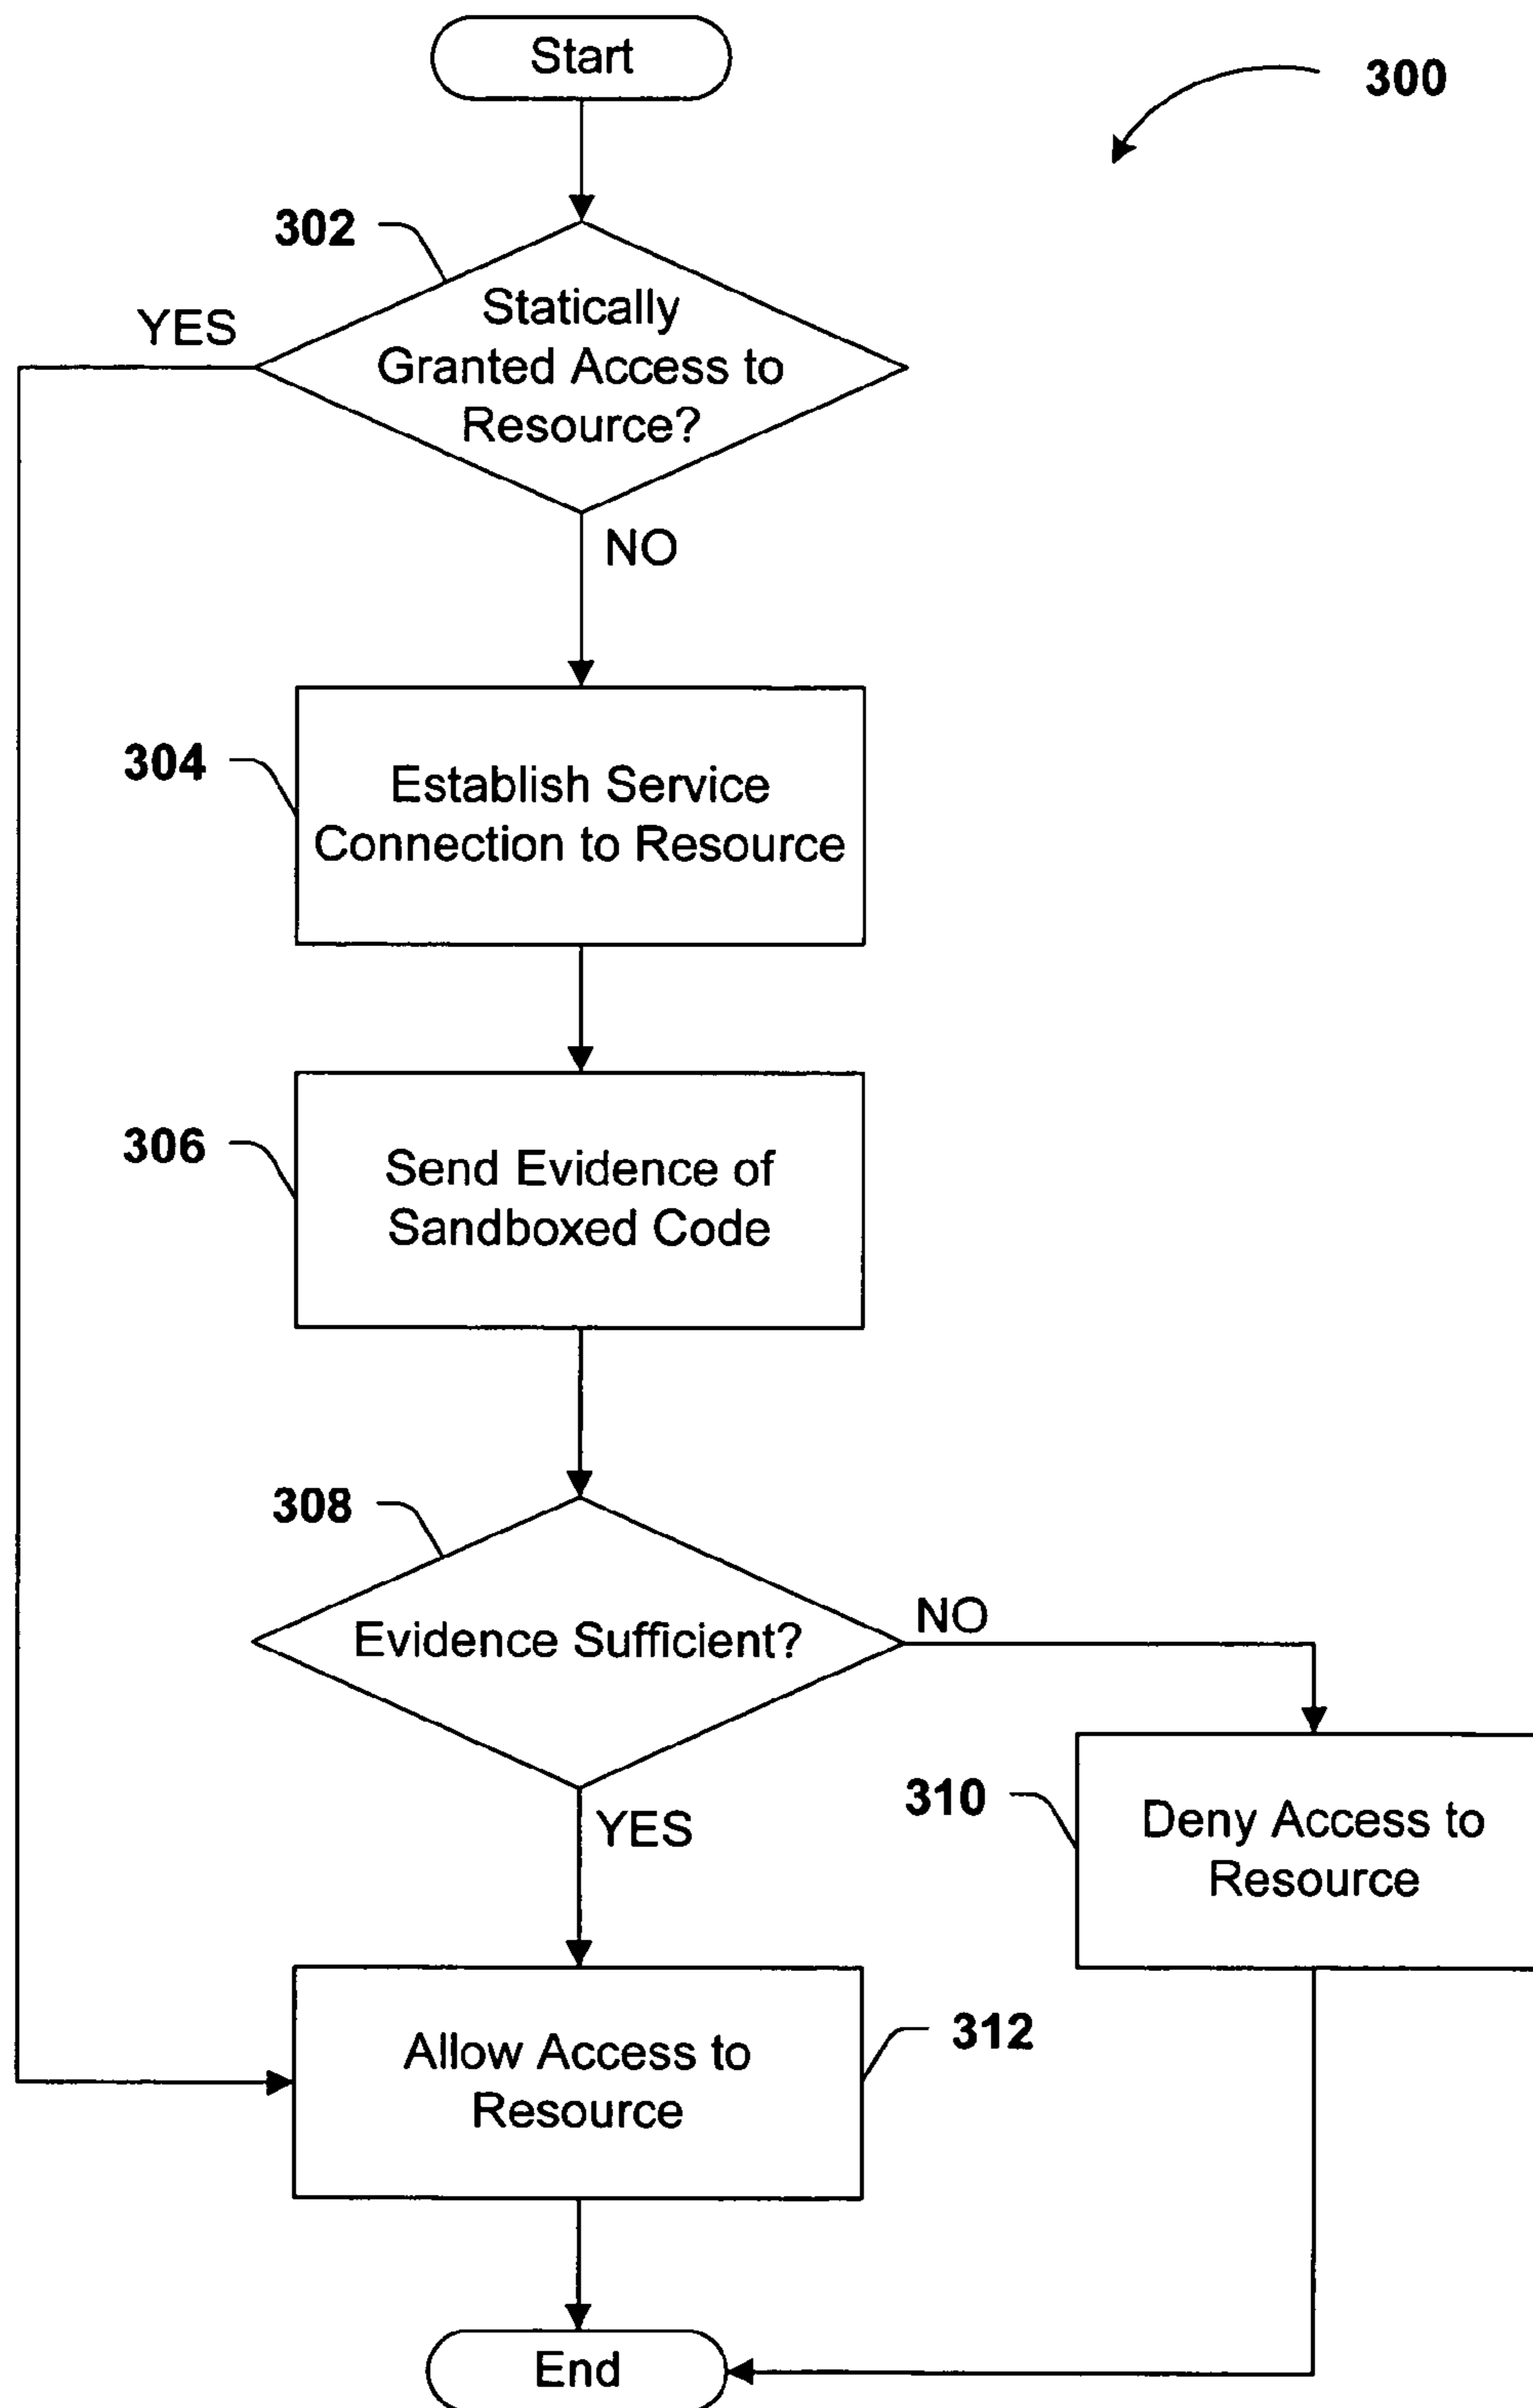 Start
300
302
YES
Statically
Granted Access to
Resource?
NO
304
Establish Service
Connection to Resource
306
Send Evidence of
Sandboxed Code
308
Evidence Sufficient?
NO
YES
310
Deny Access to
Resource
Allow Access to
Resource
312
End